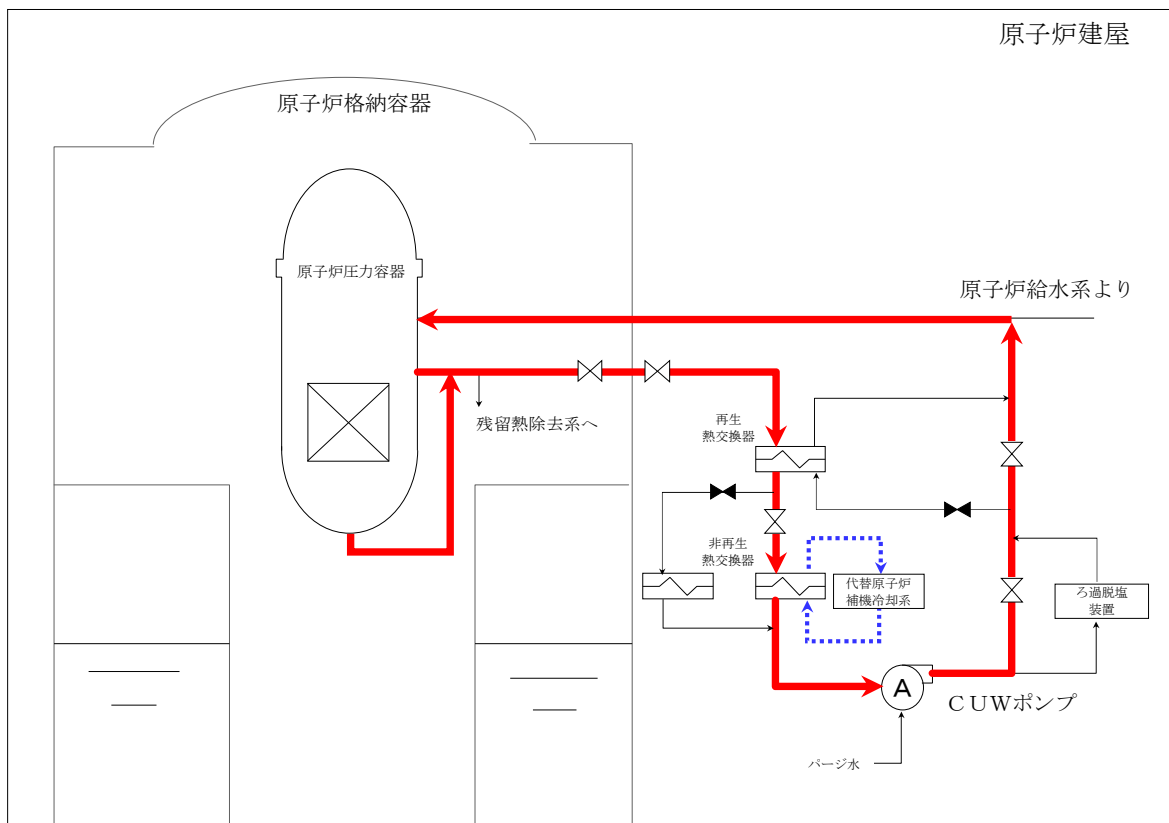 原子炉建屋
原子炉格納容器
原子炉圧力容器
原子炉給水系より
残留熱除去系へ
再生
熱交換器
非再生
熱交換器
代替原子炉
補機冷却系
ろ過脱塩
装置
A
ＣＵＷポンプ
パージ水